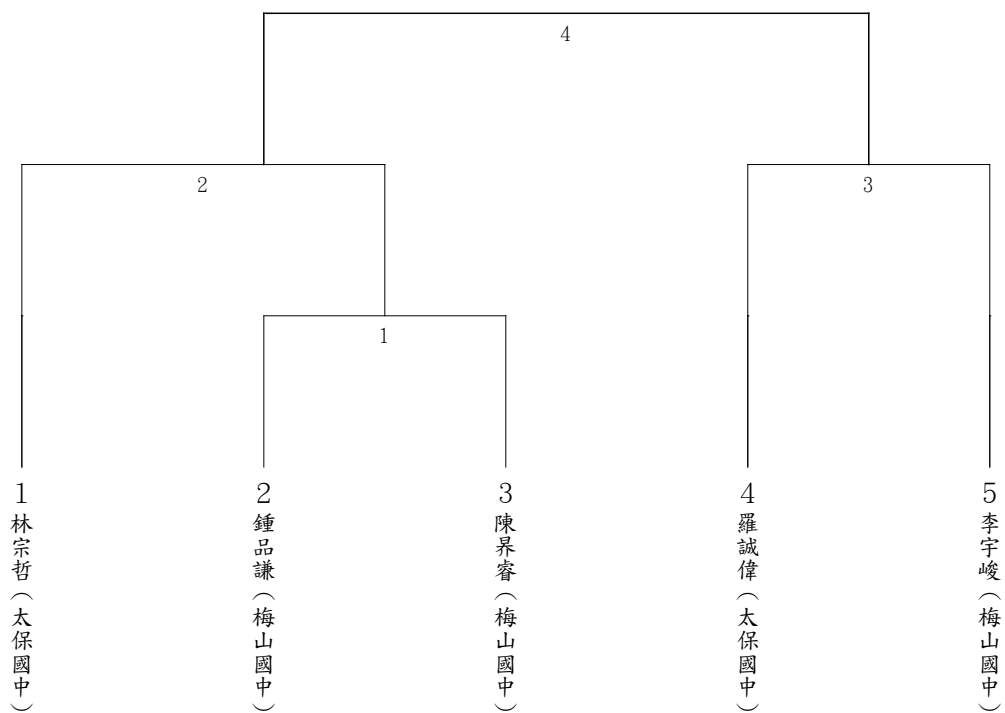 4
2
3
1
1 林宗哲（太保國中）
2 鍾品謙（梅山國中）
3 陳昇睿（梅山國中）
4 羅誠偉（太保國中）
5 李宇峻（梅山國中）